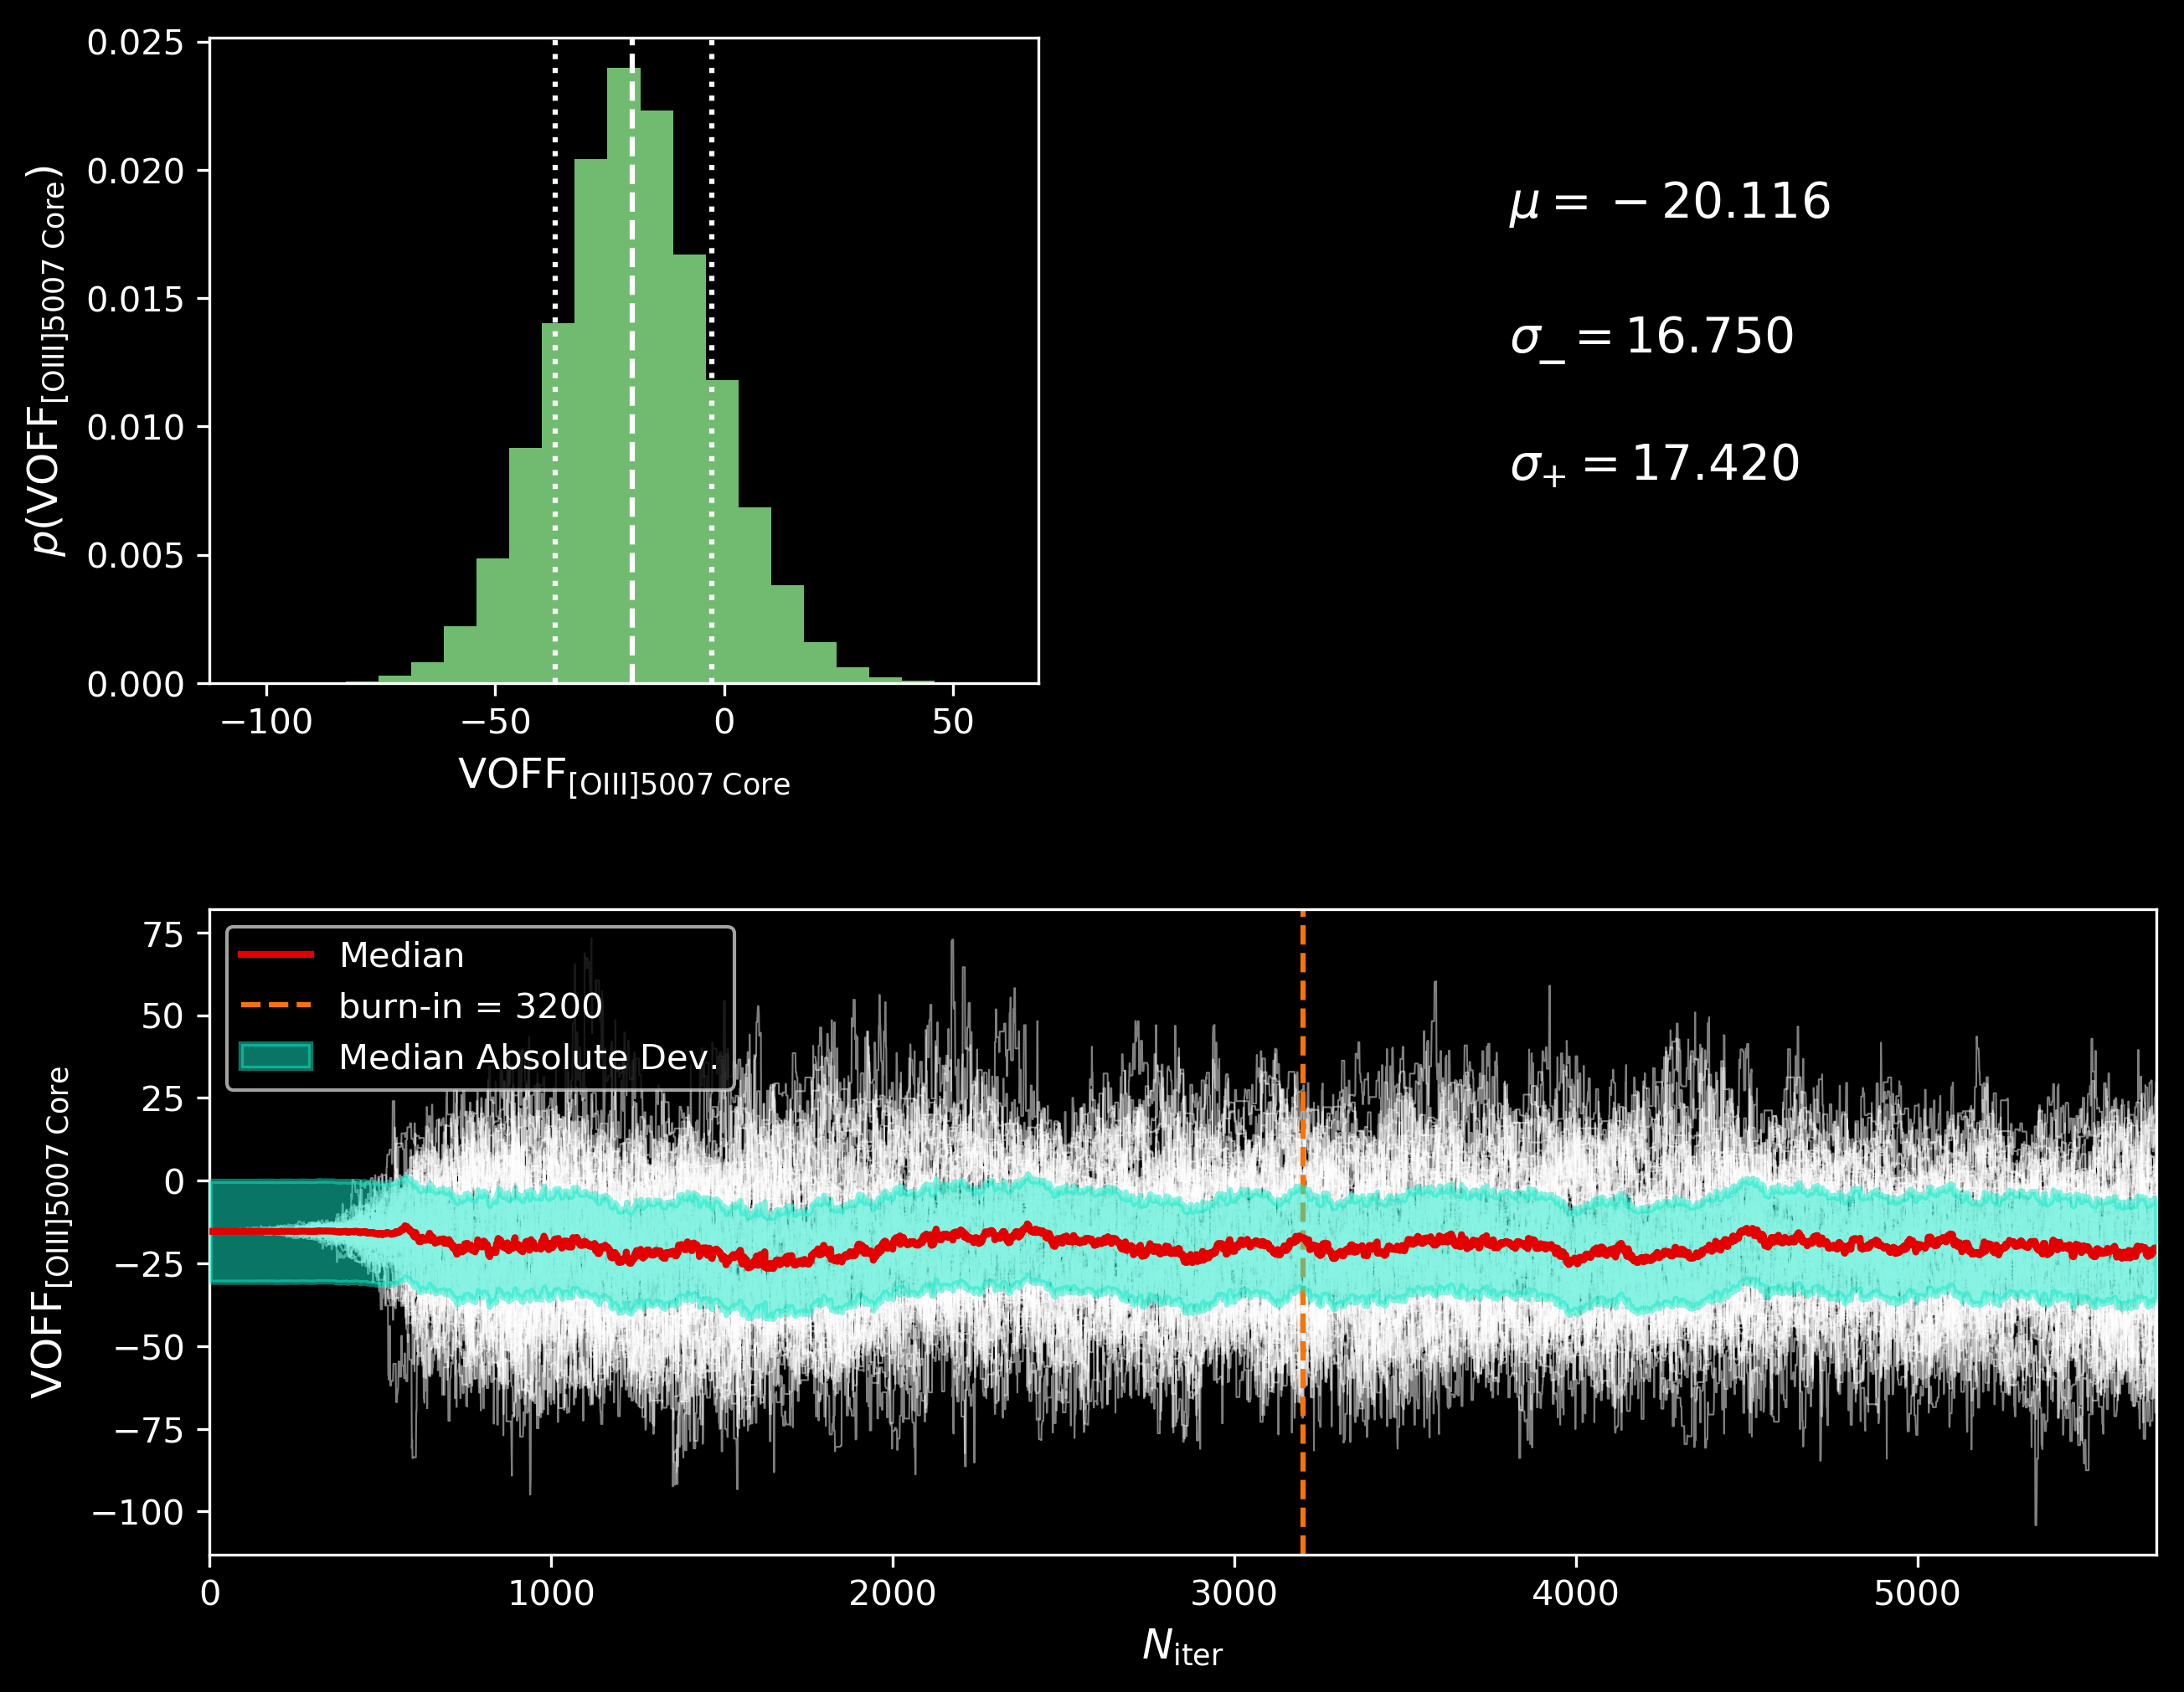 0.025
0.020
0.015
0.010
0.005
0.000
p(VOFF[OIII]5007 Core)
−100 −50 0 50
VOFF[OIII]5007 Core
μ = − 20.116
σ_ = 16.750
σ+ = 17.420
75
50
25
0
−25
−50
−75
−100
VOFF[OIII]5007 Core
Median
burn-in = 3200
Median Absolute Dev.
0 1000 2000 3000 4000 5000
Niter